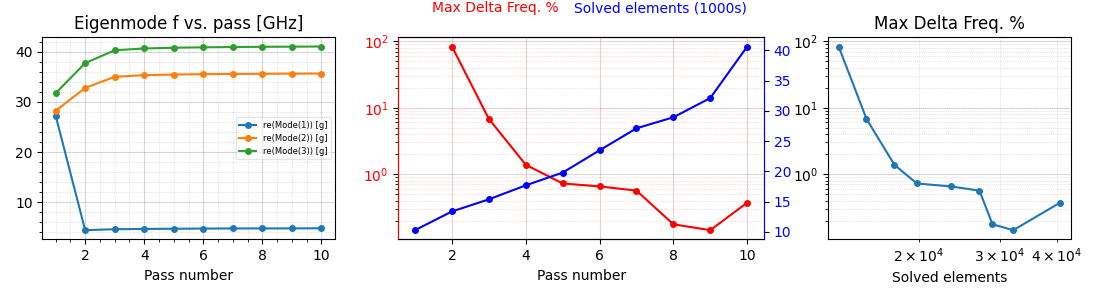 Eigenmode f vs. pass [GHz]
40
30
20
10
re(Mode(1)) [g]
re(Mode(2)) [g]
re(Mode(3)) [g]
2 4 6 8 10
Pass number
Max Delta Freq. % Solved elements (1000s)
10² 40
35
10¹ 30
25
10⁰ 20
15
10
2 4 6 8 10
Pass number
Max Delta Freq. %
10²
10¹
10⁰
2 × 10⁴ 3 × 10⁴ 4 × 10⁴
Solved elements